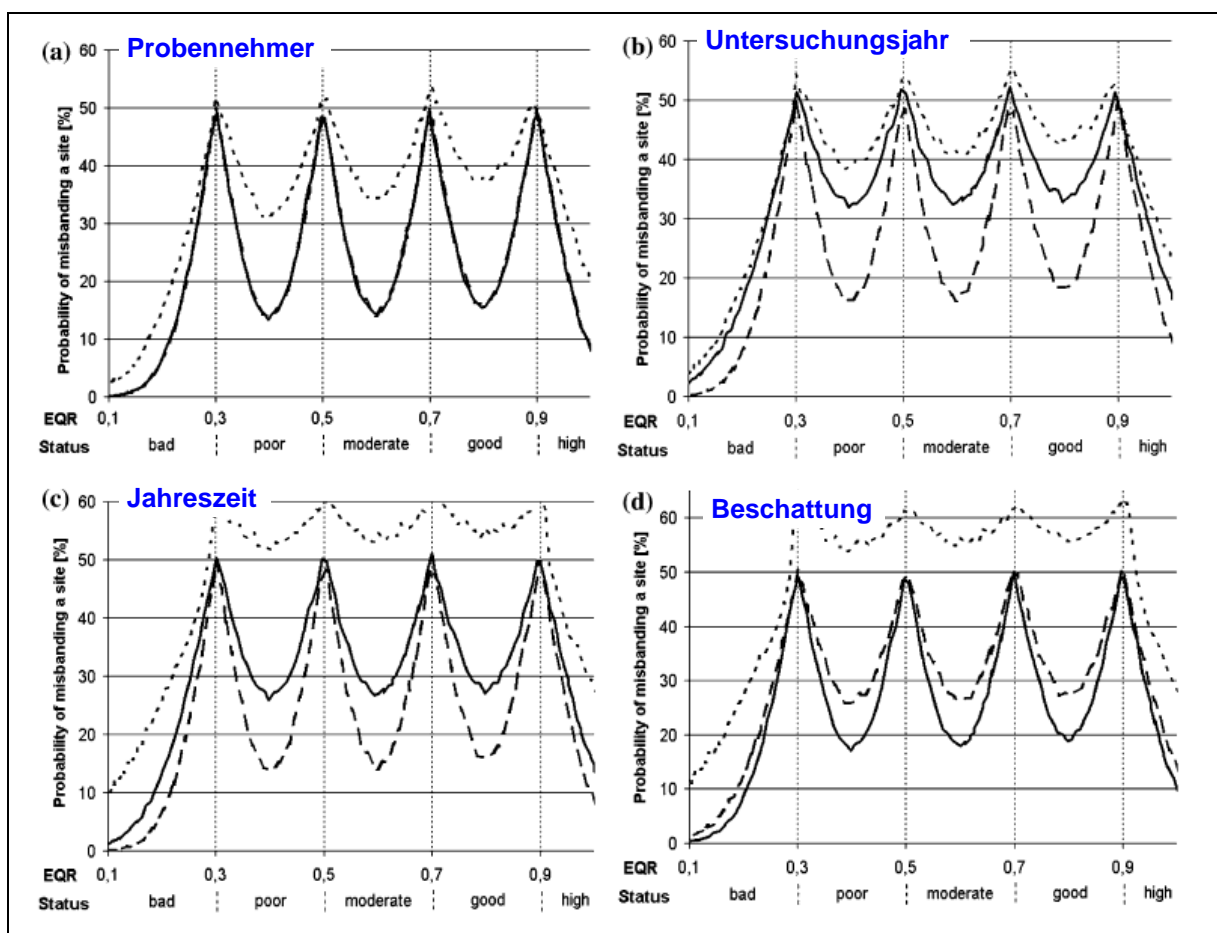 (a) Probennehmer
Probability of misbanding a site [%]
60
50
40
30
20
10
0
EQR 0,1 0,3 0,5 0,7 0,9
Status bad poor moderate good high
(b) Untersuchungsjahr
Probability of misbanding a site [%]
60
50
40
30
20
10
0
EQR 0,1 0,3 0,5 0,7 0,9
Status bad poor moderate good high
(c) Jahreszeit
Probability of misbanding a site [%]
60
50
40
30
20
10
0
EQR 0,1 0,3 0,5 0,7 0,9
Status bad poor moderate good high
(d) Beschattung
Probability of misbanding a site [%]
60
50
40
30
20
10
0
EQR 0,1 0,3 0,5 0,7 0,9
Status bad poor moderate good high